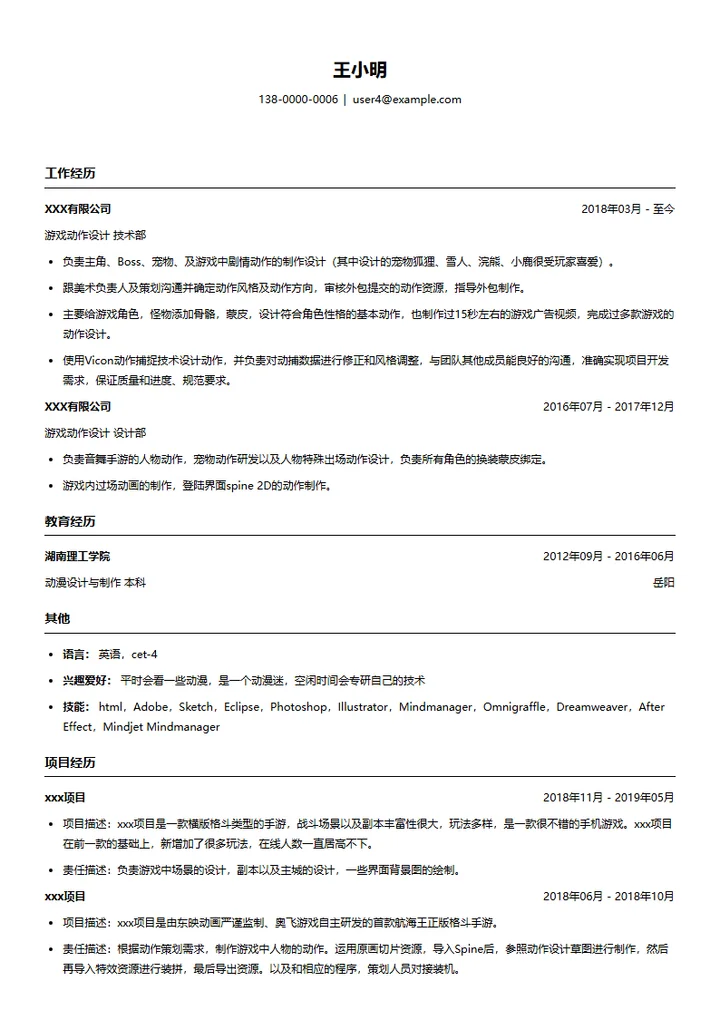 王小明
138-0000-0006 | user4@example.com
工作经历
XXX有限公司 2018年03月 - 至今
游戏动作设计 技术部
• 负责主角、Boss、宠物、及游戏中剧情动作的制作设计（其中设计的宠物狐狸、雪人、浣熊、小鹿很受玩家喜爱）。
• 跟美术负责人及策划沟通并确定动作风格及动作方向，审核外包提交的动作资源，指导外包制作。
• 主要给游戏角色，怪物添加骨骼，蒙皮，设计符合角色性格的基本动作，也制作过15秒左右的游戏广告视频，完成过多款游戏的
动作设计。
• 使用Vicon动作捕捉技术设计动作，并负责对动捕数据进行修正和风格调整，与团队其他成员能良好的沟通，准确实现项目开发
需求，保证质量和进度、规范要求。
XXX有限公司 2016年07月 - 2017年12月
游戏动作设计 设计部
• 负责音舞手游的人物动作，宠物动作研发以及人物特殊出场动作设计，负责所有角色的换装蒙皮绑定。
• 游戏内过场动画的制作，登陆界面spine 2D的动作制作。
教育经历
湖南理工学院 2012年09月 - 2016年06月
动漫设计与制作 本科 岳阳
其他
• 语言： 英语，cet-4
• 兴趣爱好： 平时会看一些动漫，是一个动漫迷，空闲时间会专研自己的技术
• 技能： html，Adobe，Sketch，Eclipse，Photoshop，Illustrator，Mindmanager，Omnigraffle，Dreamweaver，After
Effect，Mindjet Mindmanager
项目经历
xxx项目 2018年11月 - 2019年05月
• 项目描述：xxx项目是一款横版格斗类型的手游，战斗场景以及副本丰富性很大，玩法多样，是一款很不错的手机游戏。xxx项目
在前一款的基础上，新增加了很多玩法，在线人数一直居高不下。
• 责任描述：负责游戏中场景的设计，副本以及主城的设计，一些界面背景图的绘制。
xxx项目 2018年06月 - 2018年10月
• 项目描述：xxx项目是由东映动画严谨监制、奥飞游戏自主研发的首款航海王正版格斗手游。
• 责任描述：根据动作策划需求，制作游戏中人物的动作。运用原画切片资源，导入Spine后，参照动作设计草图进行制作，然后
再导入特效资源进行装拼，最后导出资源。以及和相应的程序，策划人员对接装机。